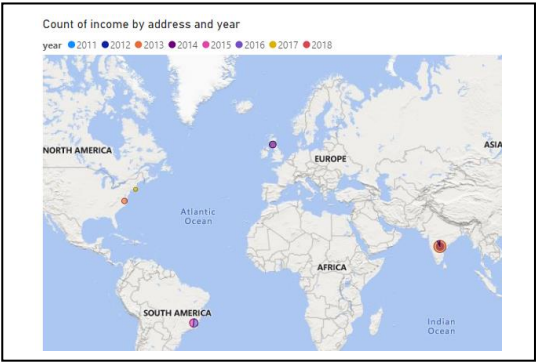 Count of income by address and year
year 2011 2012 2013 2014 2015 2016 2017 2018
NORTH AMERICA
EUROPE
ASIA
Atlantic
Ocean
AFRICA
SOUTH AMERICA
Indian
Ocean